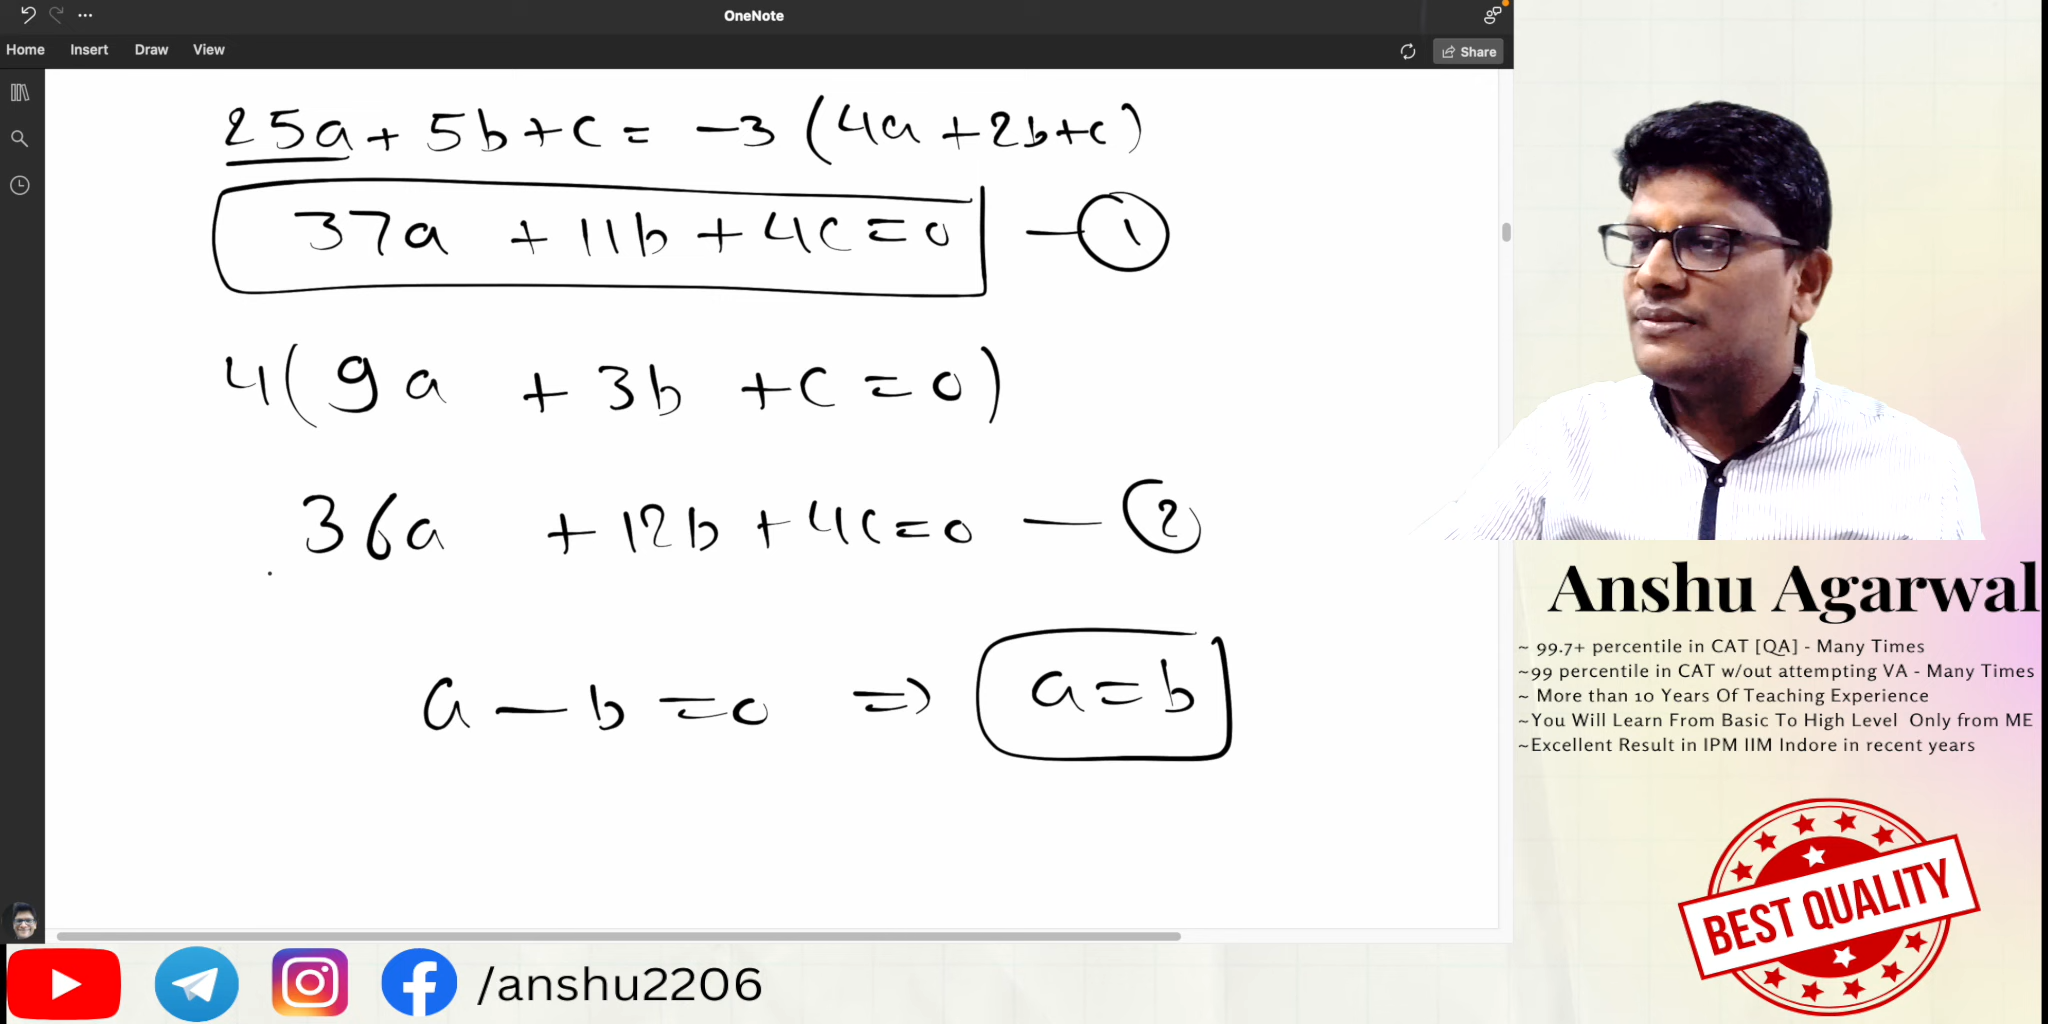 OneNote
Home Insert Draw View
Share
25a + 5b + c = -3 (4a + 2b + c)
37a + 11b + 4c = 0 — 1
4(9a + 3b + c = 0)
36a + 12b + 4c = 0 — 2
a - b = 0 => a = b
Anshu Agarwal
~ 99.7+ percentile in CAT [QA] - Many Times
~99 percentile in CAT w/out attempting VA - Many Times
~ More than 10 Years Of Teaching Experience
~You Will Learn From Basic To High Level Only from ME
~Excellent Result in IPM IIM Indore in recent years
BEST QUALITY
/anshu2206